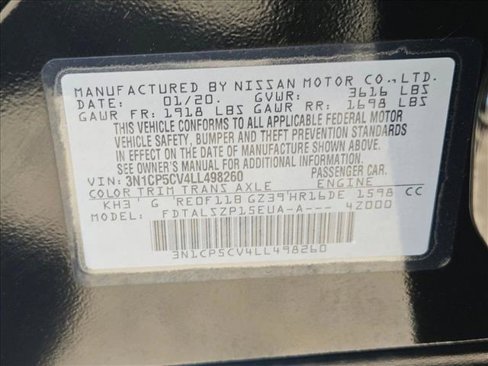 MANUFACTURED BY NISSAN MOTOR CO.,LTD.
DATE: 01/20. GVWR: 3616 LBS
GAWR FR: 1918 LBS GAWR RR: 1698 LBS
THIS VEHICLE CONFORMS TO ALL APPLICABLE FEDERAL MOTOR
VEHICLE SAFETY, BUMPER AND THEFT PREVENTION STANDARDS
IN EFFECT ON THE DATE OF MANUFACTURE SHOWN ABOVE.
SEE OWNER'S MANUAL FOR ADDITIONAL INFORMATION.
VIN: 3N1CP5CV4LL498260 PASSENGER CAR.
COLOR TRIM TRANS AXLE ENGINE
KH3 G RE0F11B GZ39 HR16DE 1598 CC
MODEL: FDTALSZP15EUA-A--- 4Z000
3N1CP5CV4LL498260